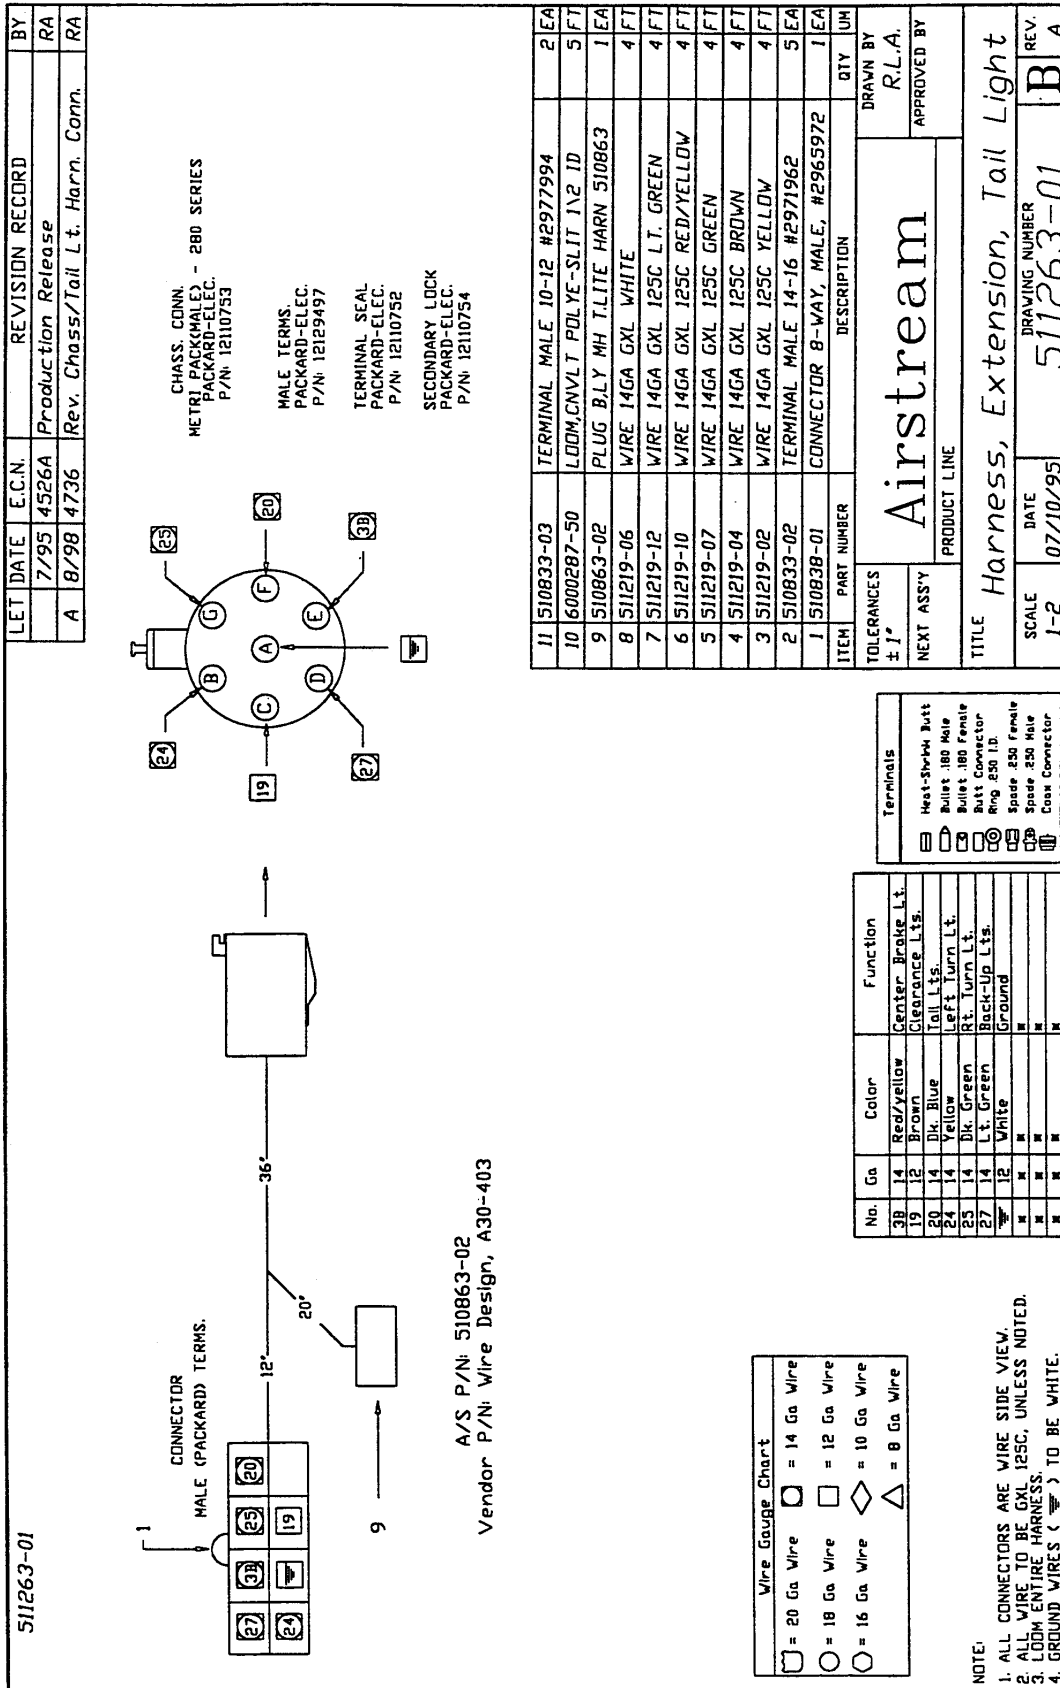 511263-01
LET DATE E.C.N. REVISION RECORD BY
7/95 4526A Production Release RA
A 8/98 4736 Rev. Chass/Tail Lt. Harn. Conn. RA
1
CONNECTOR
MALE (PACKARD) TERMS.
27 3B 25 20
24 19
12"
36"
20"
9
A/S P/N: 510863-02
Vendor P/N: Wire Design, A30-403
24
25
19
20
27
3B
B G C A F D E
CHASS. CONN.
METRI PACK(MALE) - 280 SERIES
PACKARD-ELEC.
P/N: 12110753
MALE TERMS.
PACKARD-ELEC.
P/N: 12129497
TERMINAL SEAL
PACKARD-ELEC.
P/N: 12110752
SECONDARY LOCK
PACKARD-ELEC.
P/N: 12110754
11 510833-03 TERMINAL MALE 10-12 #2977994 2 EA
10 6000287-50 LOOM,CNVLT POLYE-SLIT 1\2 ID 5 FT
9 510863-02 PLUG B,LY MH T.LITE HARN 510863 1 EA
8 511219-06 WIRE 14GA GXL WHITE 4 FT
7 511219-12 WIRE 14GA GXL 125C LT. GREEN 4 FT
6 511219-10 WIRE 14GA GXL 125C RED/YELLOW 4 FT
5 511219-07 WIRE 14GA GXL 125C GREEN 4 FT
4 511219-04 WIRE 14GA GXL 125C BROWN 4 FT
3 511219-02 WIRE 14GA GXL 125C YELLOW 4 FT
2 510833-02 TERMINAL MALE 14-16 #2971962 5 EA
1 510838-01 CONNECTOR 8-WAY, MALE, #2965972 1 EA
ITEM PART NUMBER DESCRIPTION QTY UM
TOLERANCES
± 1"
NEXT ASS'Y
Airstream
PRODUCT LINE
DRAWN BY
R.L.A.
APPROVED BY
TITLE
Harness, Extension, Tail Light
SCALE
1-2
DATE
07/10/95
DRAWING NUMBER
511263-01
B
REV.
A
Wire Gauge Chart
= 20 Ga Wire = 14 Ga Wire
= 18 Ga Wire = 12 Ga Wire
= 16 Ga Wire = 10 Ga Wire
= 8 Ga Wire
No. Ga Color Function
3B 14 Red/yellow Center Brake Lt.
19 12 Brown Clearance Lts.
20 14 Dk. Blue Tail Lts.
24 14 Yellow Left Turn Lt.
25 14 Dk. Green Rt. Turn Lt.
27 14 Lt. Green Back-Up Lts.
12 White Ground
* * * *
* * * *
* * * *
Terminals
Heat-Shrink Butt
Bullet .180 Male
Bullet .180 Female
Butt Connector
Ring .250 I.D.
Spade .250 Female
Spade .250 Male
Coax Connector
NOTE:
1. ALL CONNECTORS ARE WIRE SIDE VIEW.
2. ALL WIRE TO BE GXL 125C, UNLESS NOTED.
3. LOOM ENTIRE HARNESS.
4. GROUND WIRES ( ) TO BE WHITE.